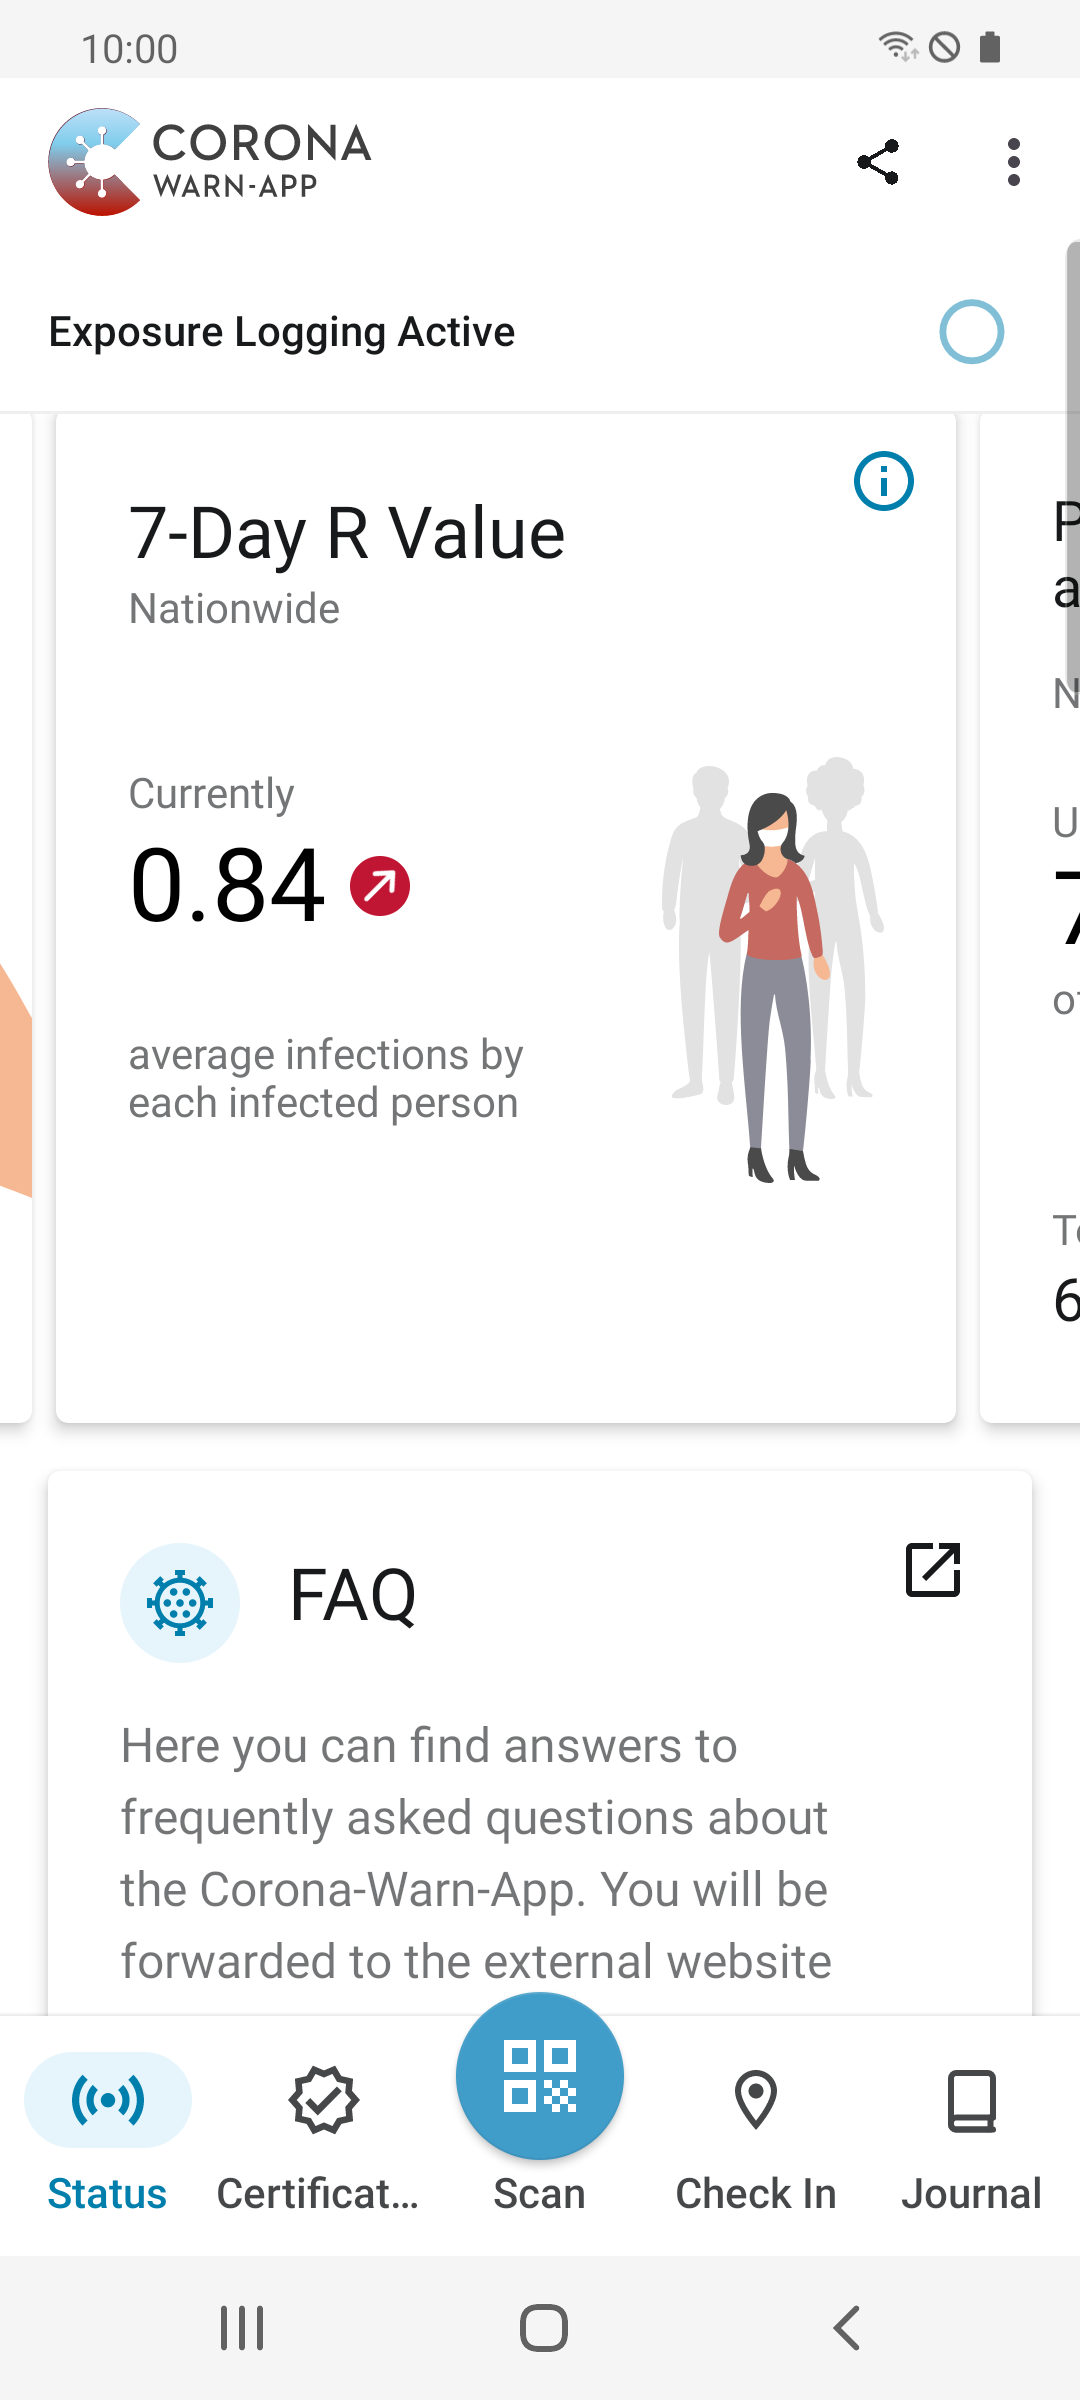 10:00
CORONA
WARN-APP
Exposure Logging Active
7-Day R Value
Nationwide
Currently
0.84
average infections by
each infected person
FAQ
Here you can find answers to
frequently asked questions about
the Corona-Warn-App. You will be
forwarded to the external website
Status
Certificat...
Scan
Check In
Journal